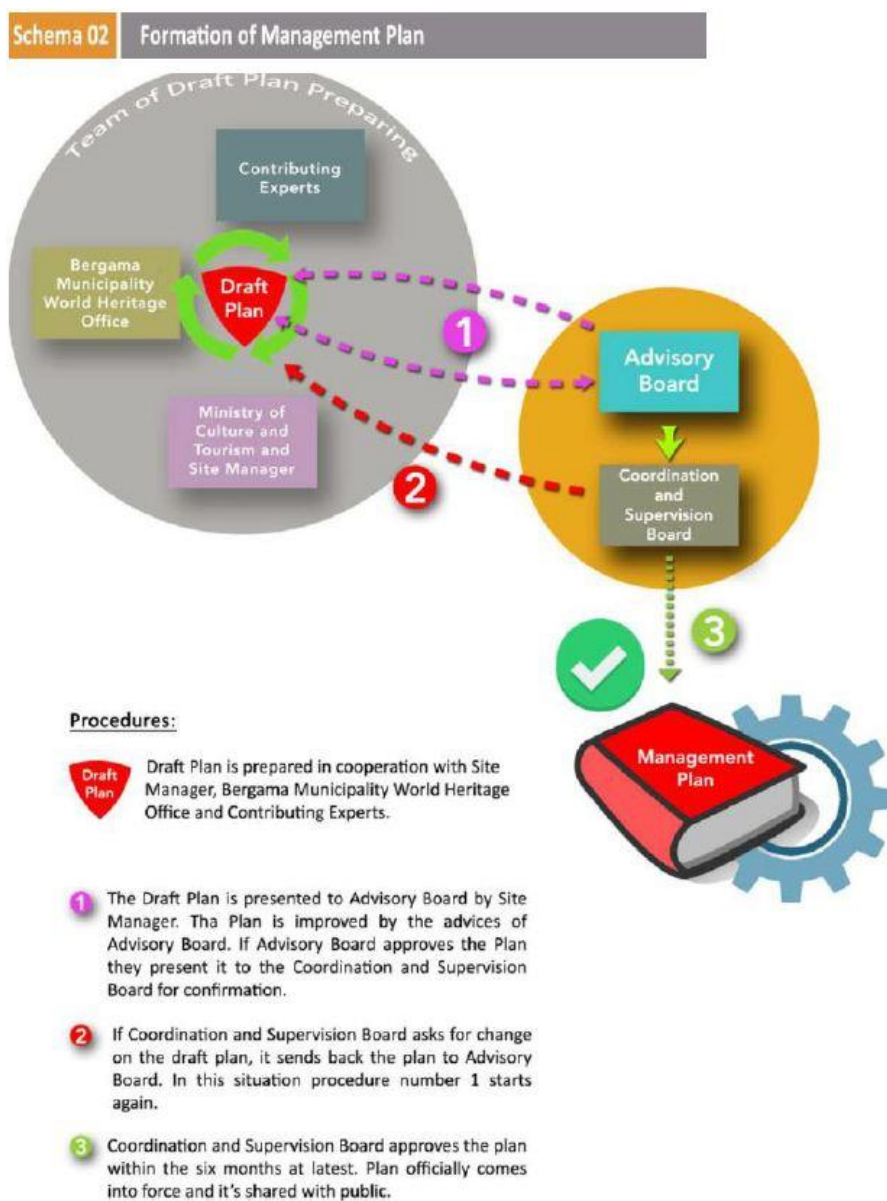 Schema 02 Formation of Management Plan
Team of Draft Plan Preparing
Contributing
Experts
Bergama
Municipality
World Heritage
Office
Draft
Plan
Ministry of
Culture and
Tourism and
Site Manager
1
2
Advisory
Board
Coordination
and
Supervision
Board
3
Management
Plan
Procedures:
Draft
Plan
Draft Plan is prepared in cooperation with Site
Manager, Bergama Municipality World Heritage
Office and Contributing Experts.
1 The Draft Plan is presented to Advisory Board by Site
Manager. Tha Plan is improved by the advices of
Advisory Board. If Advisory Board approves the Plan
they present it to the Coordination and Supervision
Board for confirmation.
2 If Coordination and Supervision Board asks for change
on the draft plan, it sends back the plan to Advisory
Board. In this situation procedure number 1 starts
again.
3 Coordination and Supervision Board approves the plan
within the six months at latest. Plan officially comes
into force and it's shared with public.